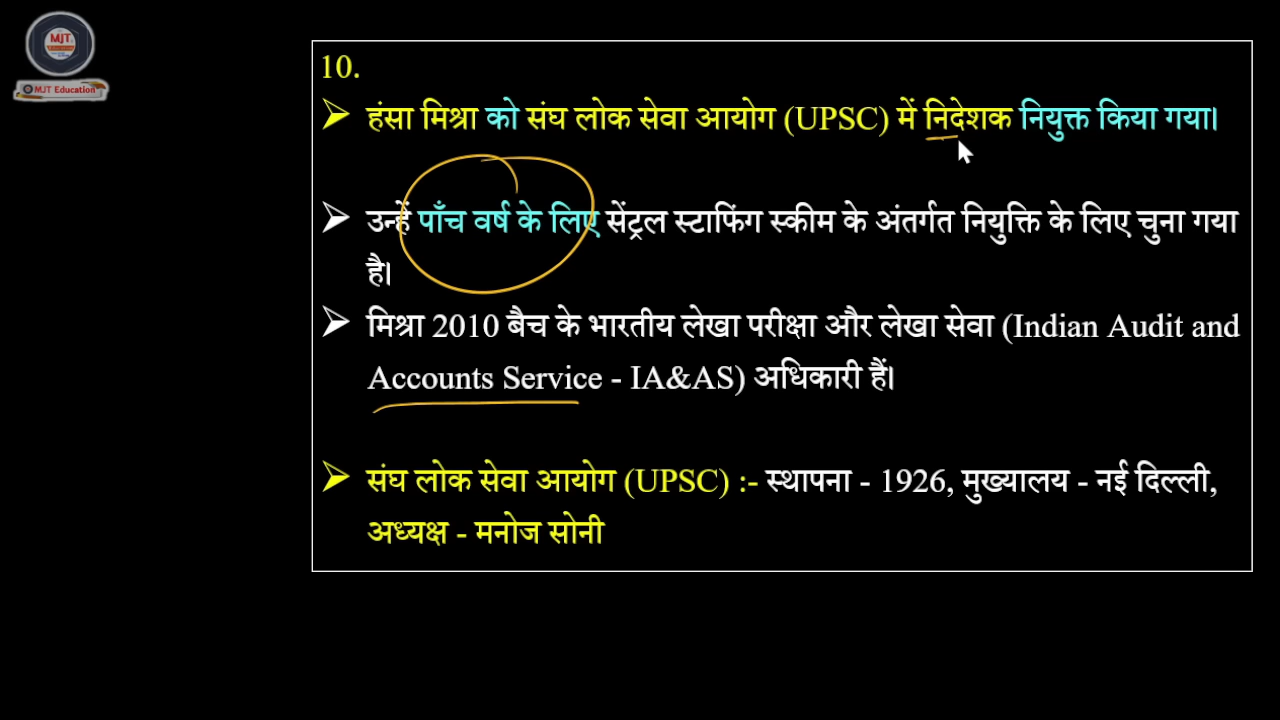 MJT
MJT Education
10.
➢ हंसा मिश्रा को संघ लोक सेवा आयोग (UPSC) में निदेशक नियुक्त किया गया।
➢ उन्हें पाँच वर्ष के लिए सेंट्रल स्टाफिंग स्कीम के अंतर्गत नियुक्ति के लिए चुना गया
है।
➢ मिश्रा 2010 बैच के भारतीय लेखा परीक्षा और लेखा सेवा (Indian Audit and
Accounts Service - IA&AS) अधिकारी हैं।
➢ संघ लोक सेवा आयोग (UPSC) :- स्थापना - 1926, मुख्यालय - नई दिल्ली,
अध्यक्ष - मनोज सोनी